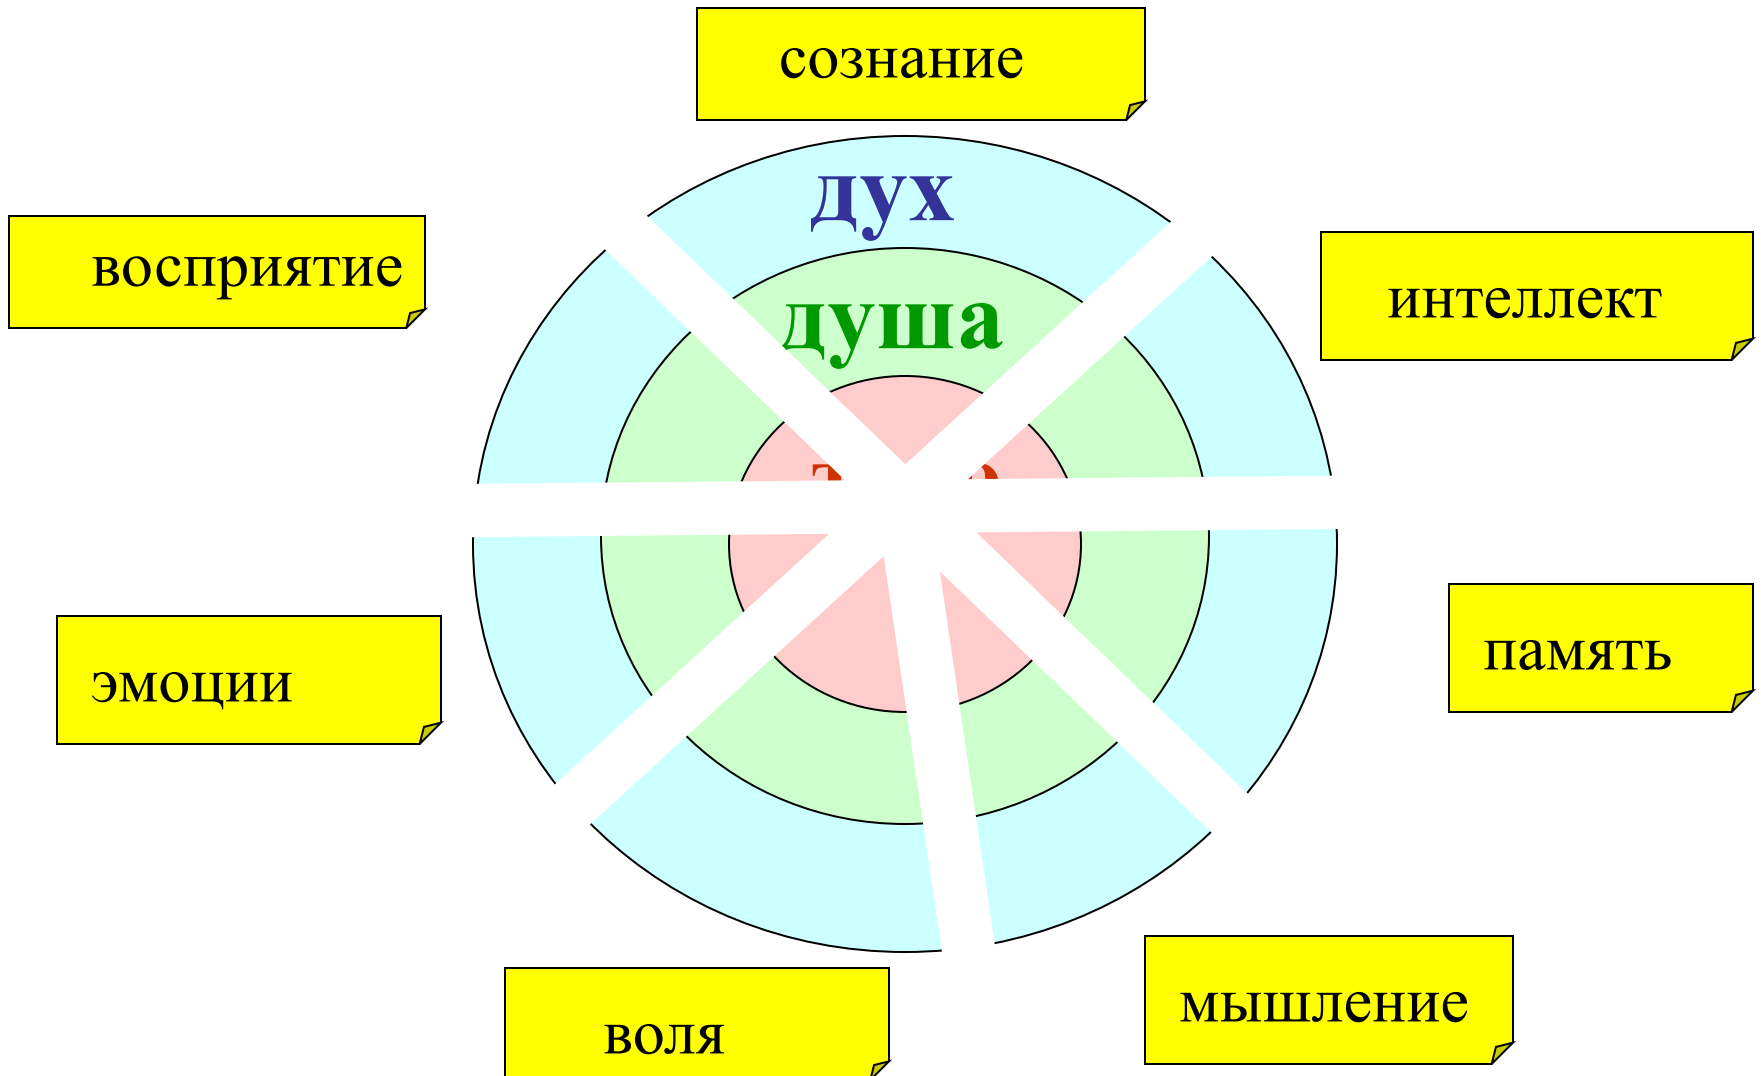 сознание
дух
восприятие
интеллект
душа
память
эмоции
мышление
воля